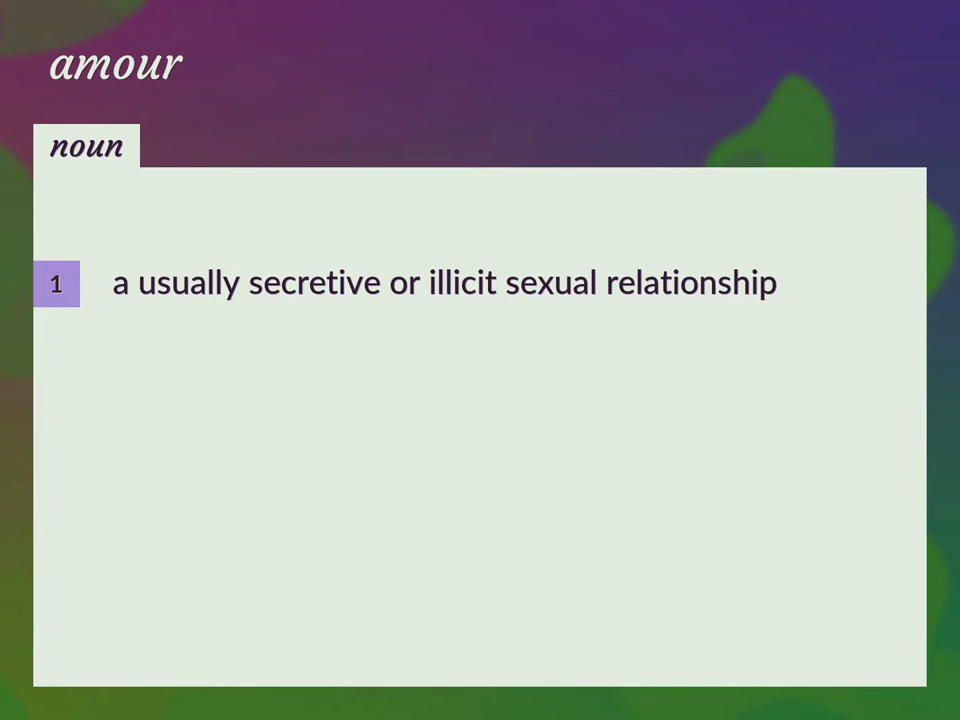 amour
noun
1 a usually secretive or illicit sexual relationship